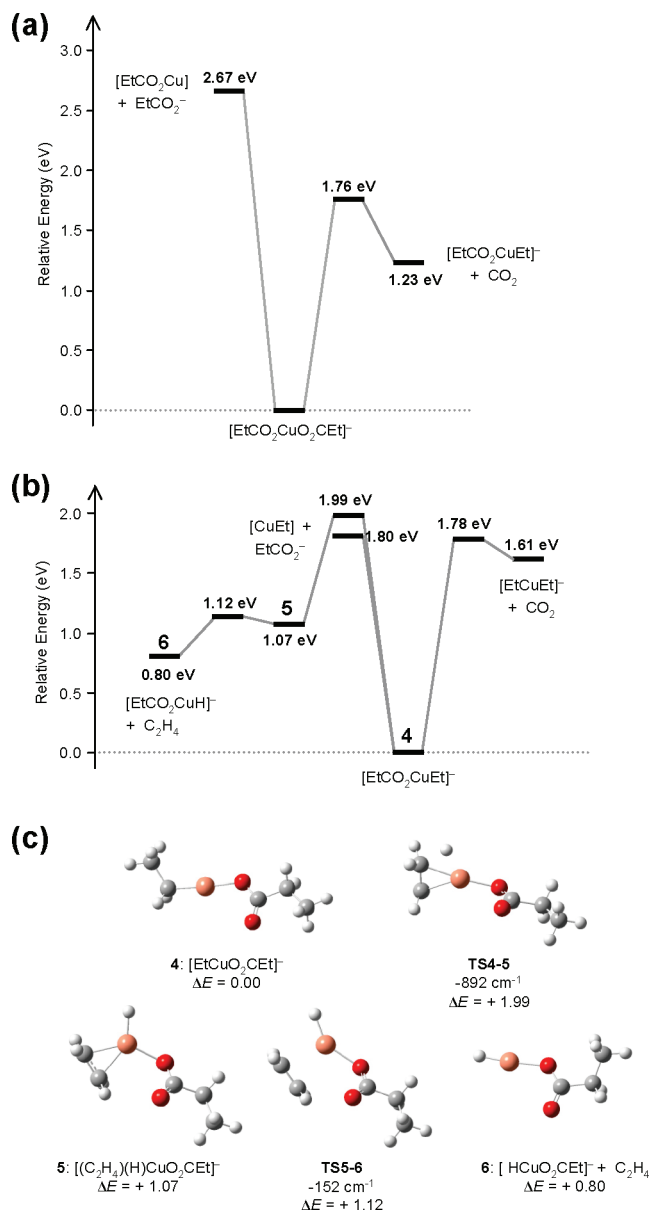 (a)
Relative Energy (eV)
3.0
2.5
2.0
1.5
1.0
0.5
0.0
[EtCO₂Cu]
+ EtCO₂⁻
2.67 eV
1.76 eV
1.23 eV
[EtCO₂CuEt]⁻
+ CO₂
[EtCO₂CuO₂CEt]⁻
(b)
Relative Energy (eV)
2.0
1.5
1.0
0.5
0.0
[CuEt] +
EtCO₂⁻
1.99 eV
1.80 eV
1.78 eV
1.61 eV
[EtCuEt]⁻
+ CO₂
1.12 eV
5
1.07 eV
6
0.80 eV
[EtCO₂CuH]⁻
+ C₂H₄
4
[EtCO₂CuEt]⁻
(c)
4: [EtCuO₂CEt]⁻
ΔE = 0.00
TS4-5
-892 cm⁻¹
ΔE = + 1.99
5: [(C₂H₄)(H)CuO₂CEt]⁻
ΔE = + 1.07
TS5-6
-152 cm⁻¹
ΔE = + 1.12
6: [ HCuO₂CEt]⁻ + C₂H₄
ΔE = + 0.80